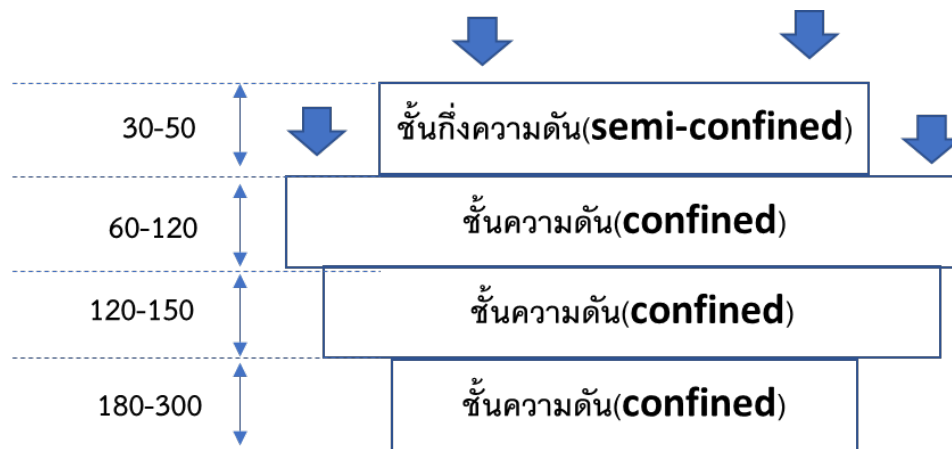 30-50 ชั้นกึ่งความดัน(semi-confined)
60-120 ชั้นความดัน(confined)
120-150 ชั้นความดัน(confined)
180-300 ชั้นความดัน(confined)